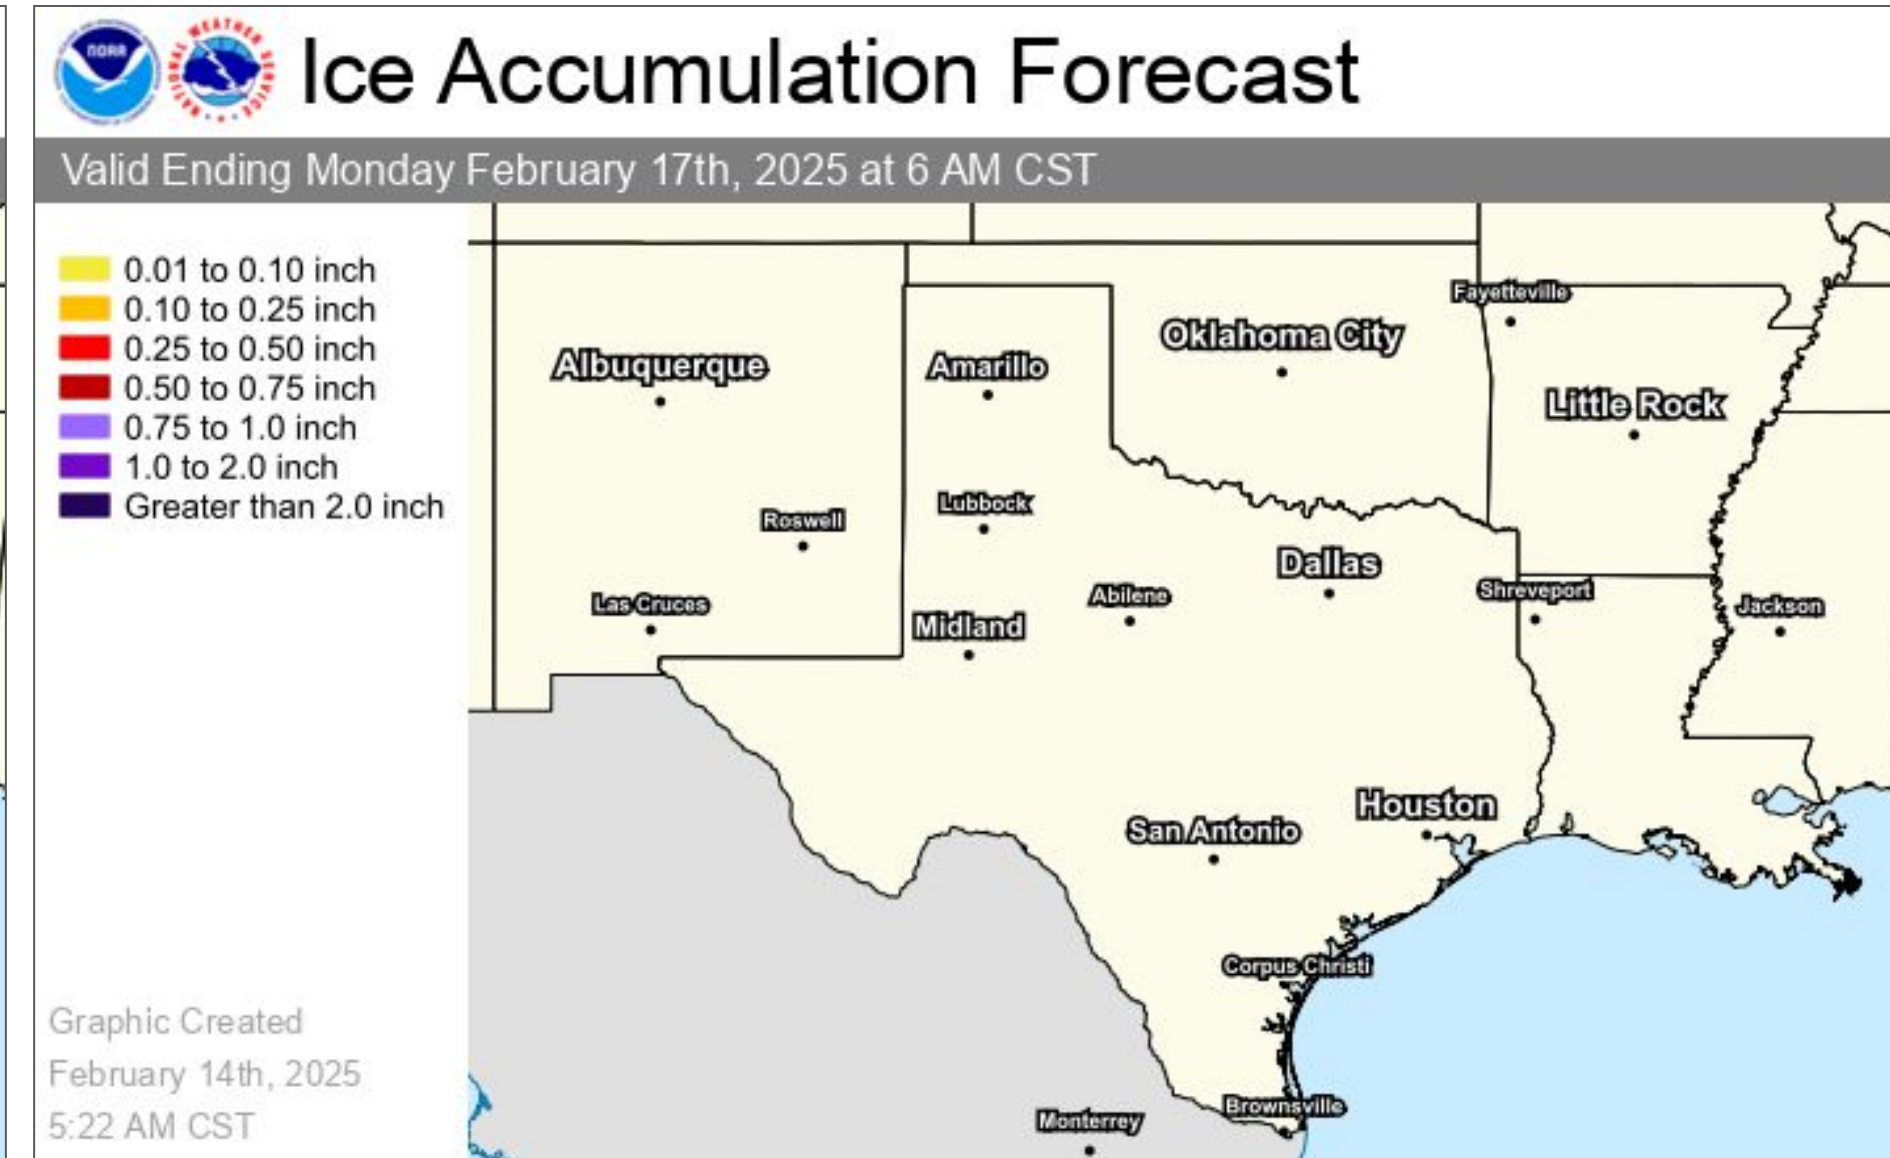 NOAA
NATIONAL WEATHER SERVICE
Ice Accumulation Forecast
Valid Ending Monday February 17th, 2025 at 6 AM CST
0.01 to 0.10 inch
0.10 to 0.25 inch
0.25 to 0.50 inch
0.50 to 0.75 inch
0.75 to 1.0 inch
1.0 to 2.0 inch
Greater than 2.0 inch
Fayetteville
Oklahoma City
Albuquerque
Amarillo
Little Rock
Lubbock
Roswell
Dallas
Shreveport
Abilene
Las Cruces
Jackson
Midland
Houston
San Antonio
Corpus Christi
Brownsville
Monterrey
Graphic Created
February 14th, 2025
5:22 AM CST